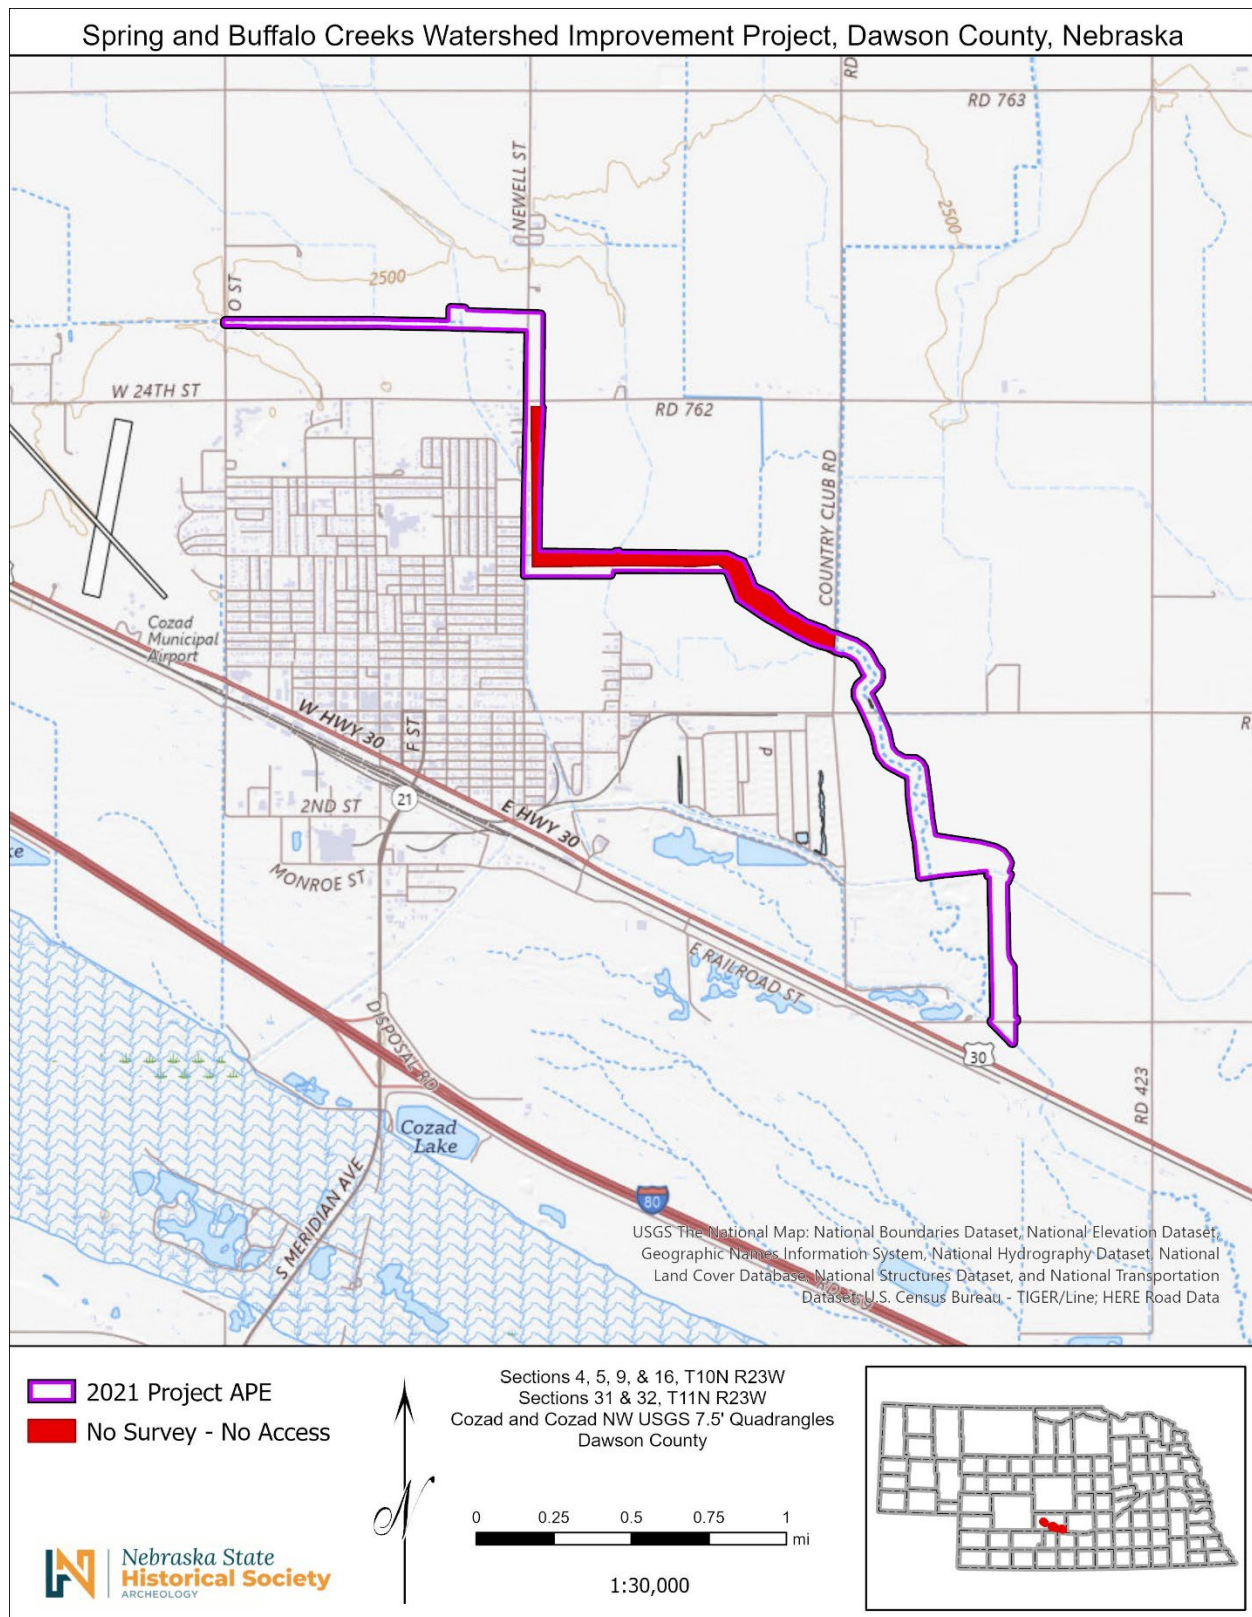 Spring and Buffalo Creeks Watershed Improvement Project, Dawson County, Nebraska
RD
RD 763
NEWELL ST
2500
O ST
2500
W 24TH ST
RD 762
COUNTRY CLUB RD
Cozad
Municipal
Airport
W HWY 30
F ST
21
2ND ST
E HWY 30
MONROE ST
E RAILROAD ST
DISPOSAL RD
30
RD 423
Cozad
Lake
S MERIDIAN AVE
80
USGS The National Map: National Boundaries Dataset, National Elevation Dataset,
Geographic Names Information System, National Hydrography Dataset, National
Land Cover Database, National Structures Dataset, and National Transportation
Dataset; U.S. Census Bureau - TIGER/Line; HERE Road Data
2021 Project APE
No Survey - No Access
Nebraska State
Historical Society
ARCHEOLOGY
N
Sections 4, 5, 9, & 16, T10N R23W
Sections 31 & 32, T11N R23W
Cozad and Cozad NW USGS 7.5' Quadrangles
Dawson County
0 0.25 0.5 0.75 1
mi
1:30,000